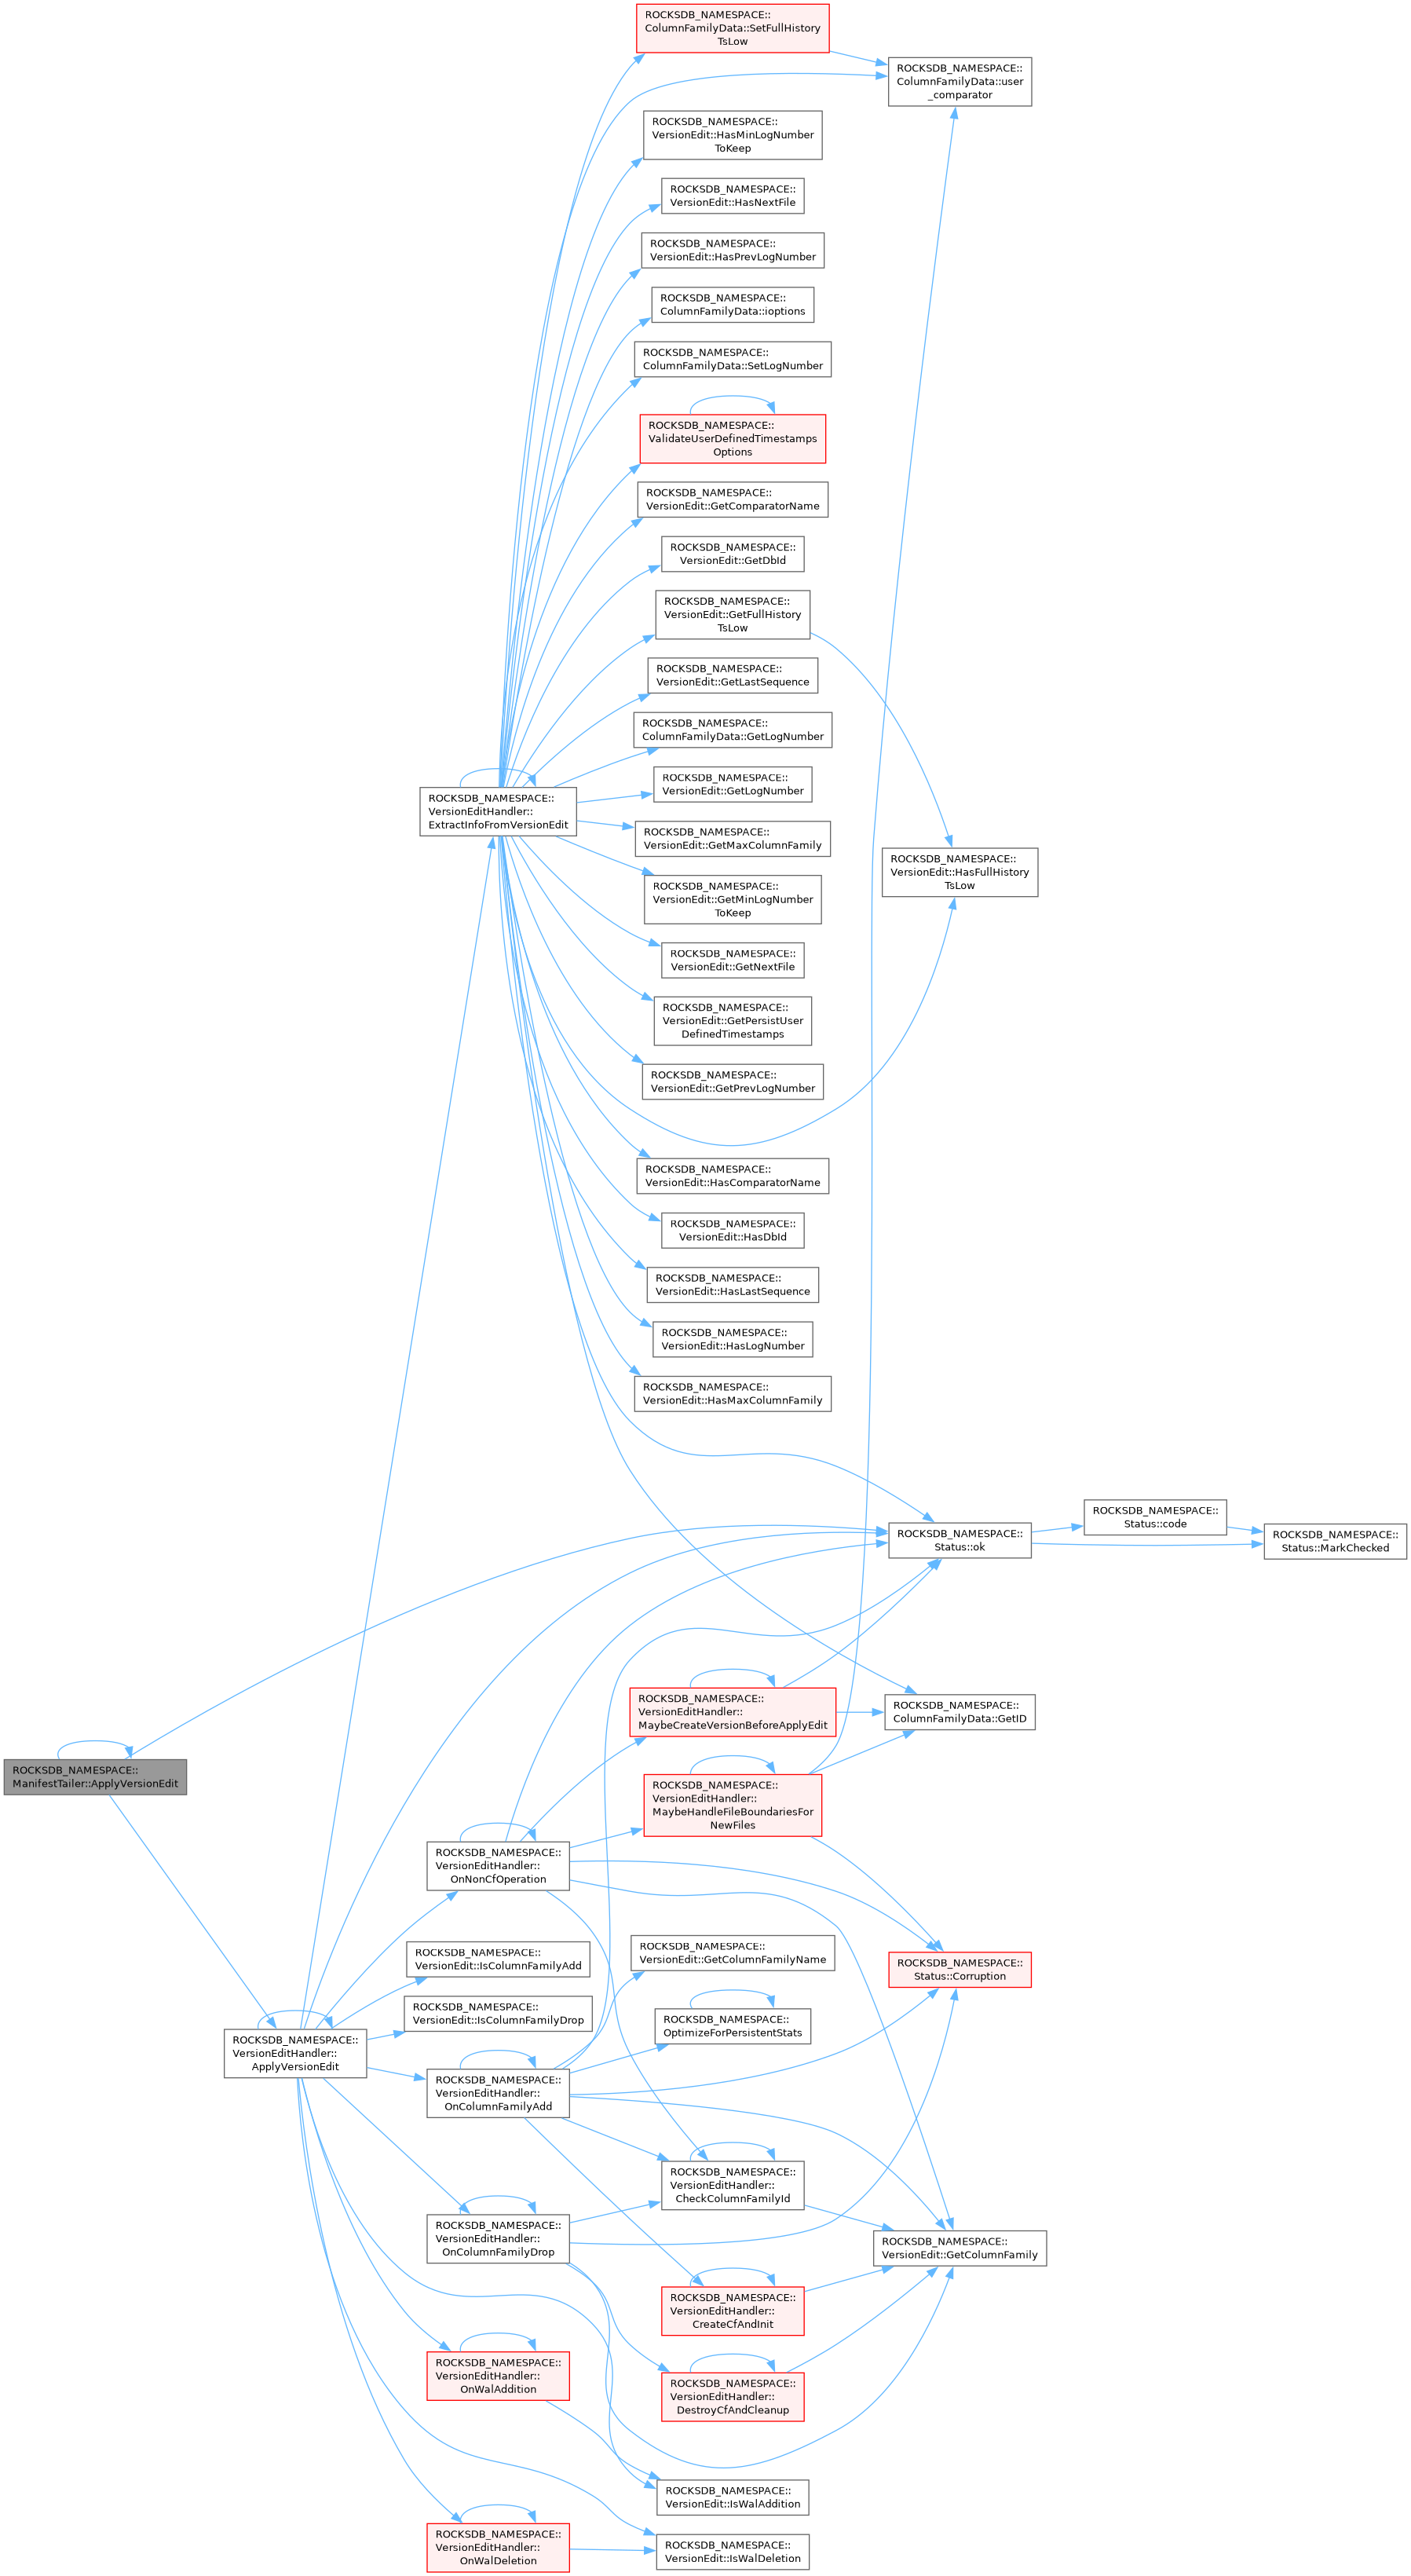 ROCKSDB_NAMESPACE::
ColumnFamilyData::SetFullHistory
TsLow
ROCKSDB_NAMESPACE::
ColumnFamilyData::user
_comparator
ROCKSDB_NAMESPACE::
VersionEdit::HasMinLogNumber
ToKeep
ROCKSDB_NAMESPACE::
VersionEdit::HasNextFile
ROCKSDB_NAMESPACE::
VersionEdit::HasPrevLogNumber
ROCKSDB_NAMESPACE::
ColumnFamilyData::ioptions
ROCKSDB_NAMESPACE::
ColumnFamilyData::SetLogNumber
ROCKSDB_NAMESPACE::
ValidateUserDefinedTimestamps
Options
ROCKSDB_NAMESPACE::
VersionEdit::GetComparatorName
ROCKSDB_NAMESPACE::
VersionEdit::GetDbId
ROCKSDB_NAMESPACE::
VersionEdit::GetFullHistory
TsLow
ROCKSDB_NAMESPACE::
VersionEdit::GetLastSequence
ROCKSDB_NAMESPACE::
ColumnFamilyData::GetLogNumber
ROCKSDB_NAMESPACE::
VersionEdit::GetLogNumber
ROCKSDB_NAMESPACE::
VersionEditHandler::
ExtractInfoFromVersionEdit
ROCKSDB_NAMESPACE::
VersionEdit::GetMaxColumnFamily
ROCKSDB_NAMESPACE::
VersionEdit::HasFullHistory
TsLow
ROCKSDB_NAMESPACE::
VersionEdit::GetMinLogNumber
ToKeep
ROCKSDB_NAMESPACE::
VersionEdit::GetNextFile
ROCKSDB_NAMESPACE::
VersionEdit::GetPersistUser
DefinedTimestamps
ROCKSDB_NAMESPACE::
VersionEdit::GetPrevLogNumber
ROCKSDB_NAMESPACE::
VersionEdit::HasComparatorName
ROCKSDB_NAMESPACE::
VersionEdit::HasDbId
ROCKSDB_NAMESPACE::
VersionEdit::HasLastSequence
ROCKSDB_NAMESPACE::
VersionEdit::HasLogNumber
ROCKSDB_NAMESPACE::
VersionEdit::HasMaxColumnFamily
ROCKSDB_NAMESPACE::
Status::ok
ROCKSDB_NAMESPACE::
Status::code
ROCKSDB_NAMESPACE::
Status::MarkChecked
ROCKSDB_NAMESPACE::
VersionEditHandler::
MaybeCreateVersionBeforeApplyEdit
ROCKSDB_NAMESPACE::
ColumnFamilyData::GetID
ROCKSDB_NAMESPACE::
ManifestTailer::ApplyVersionEdit
ROCKSDB_NAMESPACE::
VersionEditHandler::
MaybeHandleFileBoundariesFor
NewFiles
ROCKSDB_NAMESPACE::
VersionEditHandler::
OnNonCfOperation
ROCKSDB_NAMESPACE::
VersionEdit::IsColumnFamilyAdd
ROCKSDB_NAMESPACE::
VersionEdit::GetColumnFamilyName
ROCKSDB_NAMESPACE::
Status::Corruption
ROCKSDB_NAMESPACE::
VersionEdit::IsColumnFamilyDrop
ROCKSDB_NAMESPACE::
OptimizeForPersistentStats
ROCKSDB_NAMESPACE::
VersionEditHandler::
ApplyVersionEdit
ROCKSDB_NAMESPACE::
VersionEditHandler::
OnColumnFamilyAdd
ROCKSDB_NAMESPACE::
VersionEditHandler::
CheckColumnFamilyId
ROCKSDB_NAMESPACE::
VersionEditHandler::
OnColumnFamilyDrop
ROCKSDB_NAMESPACE::
VersionEdit::GetColumnFamily
ROCKSDB_NAMESPACE::
VersionEditHandler::
CreateCfAndInit
ROCKSDB_NAMESPACE::
VersionEditHandler::
OnWalAddition
ROCKSDB_NAMESPACE::
VersionEditHandler::
DestroyCfAndCleanup
ROCKSDB_NAMESPACE::
VersionEdit::IsWalAddition
ROCKSDB_NAMESPACE::
VersionEditHandler::
OnWalDeletion
ROCKSDB_NAMESPACE::
VersionEdit::IsWalDeletion